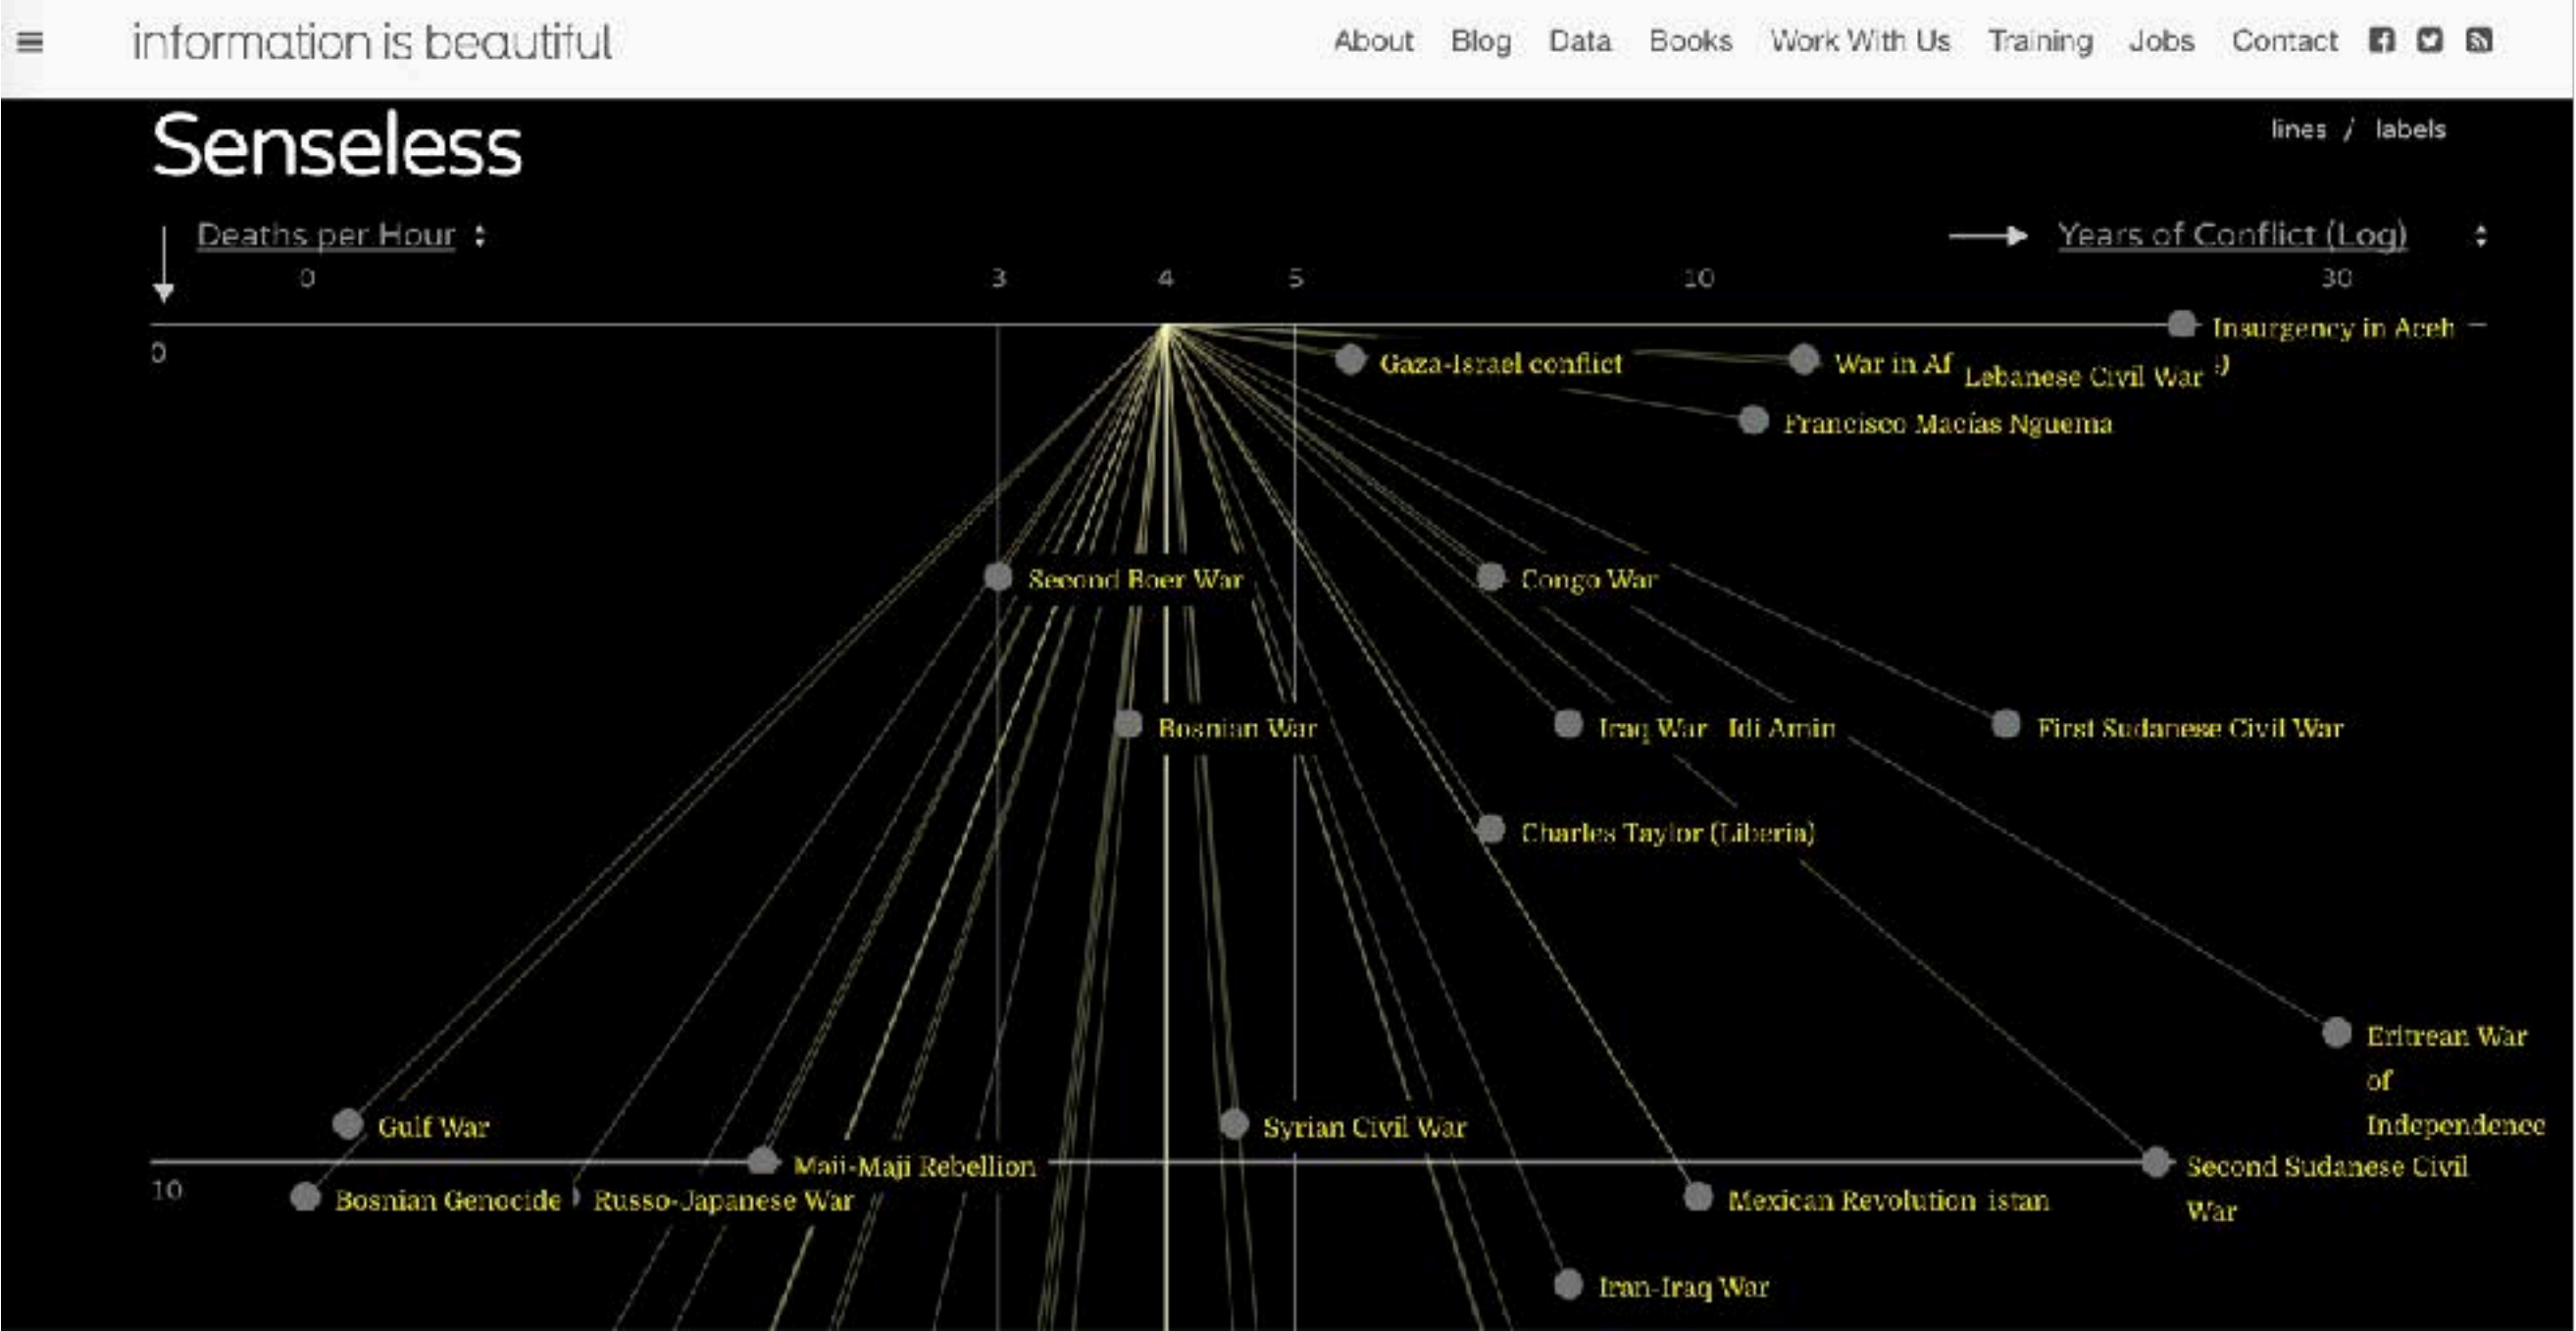 information is beautiful
About Blog Data Books Work With Us Training Jobs Contact
Senseless
lines / labels
Deaths per Hour
Years of Conflict (Log)
0 3 4 5 10 30
0
Insurgency in Aceh
Gaza-Israel conflict
War in Af
Lebanese Civil War
Francisco Macías Nguema
Second Boer War
Congo War
Bosnian War
Iraq War
Idi Amin
First Sudanese Civil War
Charles Taylor (Liberia)
Eritrean War
of
Independence
Gulf War
Syrian Civil War
Maji-Maji Rebellion
Second Sudanese Civil
War
10
Bosnian Genocide
Russo-Japanese War
Mexican Revolution
istan
Iran-Iraq War